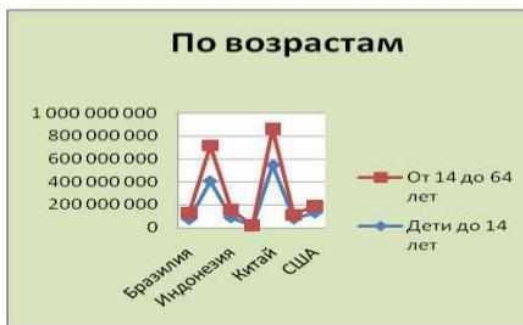 По возрастам
1 000 000 000
800 000 000
600 000 000
400 000 000
200 000 000
0
Бразилия
Индонезия
Китай
США
От 14 до 64
лет
Дети до 14
лет